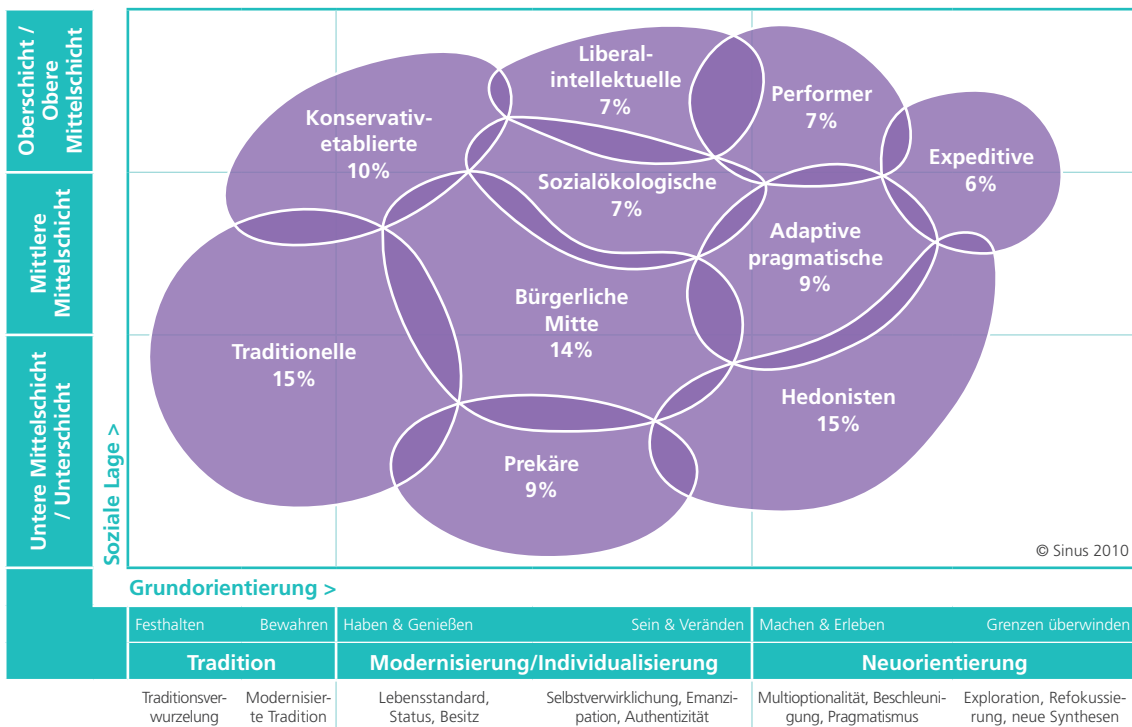 Oberschicht /
Obere
Mittelschicht
Mittlere
Mittelschicht
Untere Mittelschicht
/ Unterschicht
Soziale Lage >
Konservativ-
etablierte
10%
Liberal-
intellektuelle
7%
Performer
7%
Expeditive
6%
Sozialökologische
7%
Adaptive
pragmatische
9%
Bürgerliche
Mitte
14%
Traditionelle
15%
Hedonisten
15%
Prekäre
9%
© Sinus 2010
Grundorientierung >
Festhalten
Bewahren
Haben & Genießen
Sein & Veränden
Machen & Erleben
Grenzen überwinden
Tradition
Modernisierung/Individualisierung
Neuorientierung
Traditionsver-
wurzelung
Modernisier-
te Tradition
Lebensstandard,
Status, Besitz
Selbstverwirklichung, Emanzi-
pation, Authentizität
Multioptionalität, Beschleuni-
gung, Pragmatismus
Exploration, Refokussie-
rung, neue Synthesen